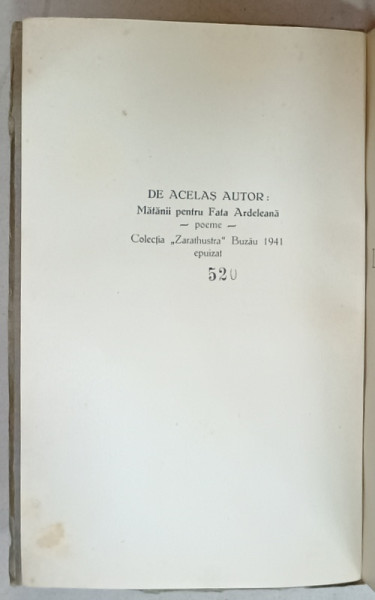 DE ACELAȘ AUTOR:
Mătănii pentru Fata Ardeleană
— poeme —
Colecția „Zarathustra" Buzău 1941
epuizat
520